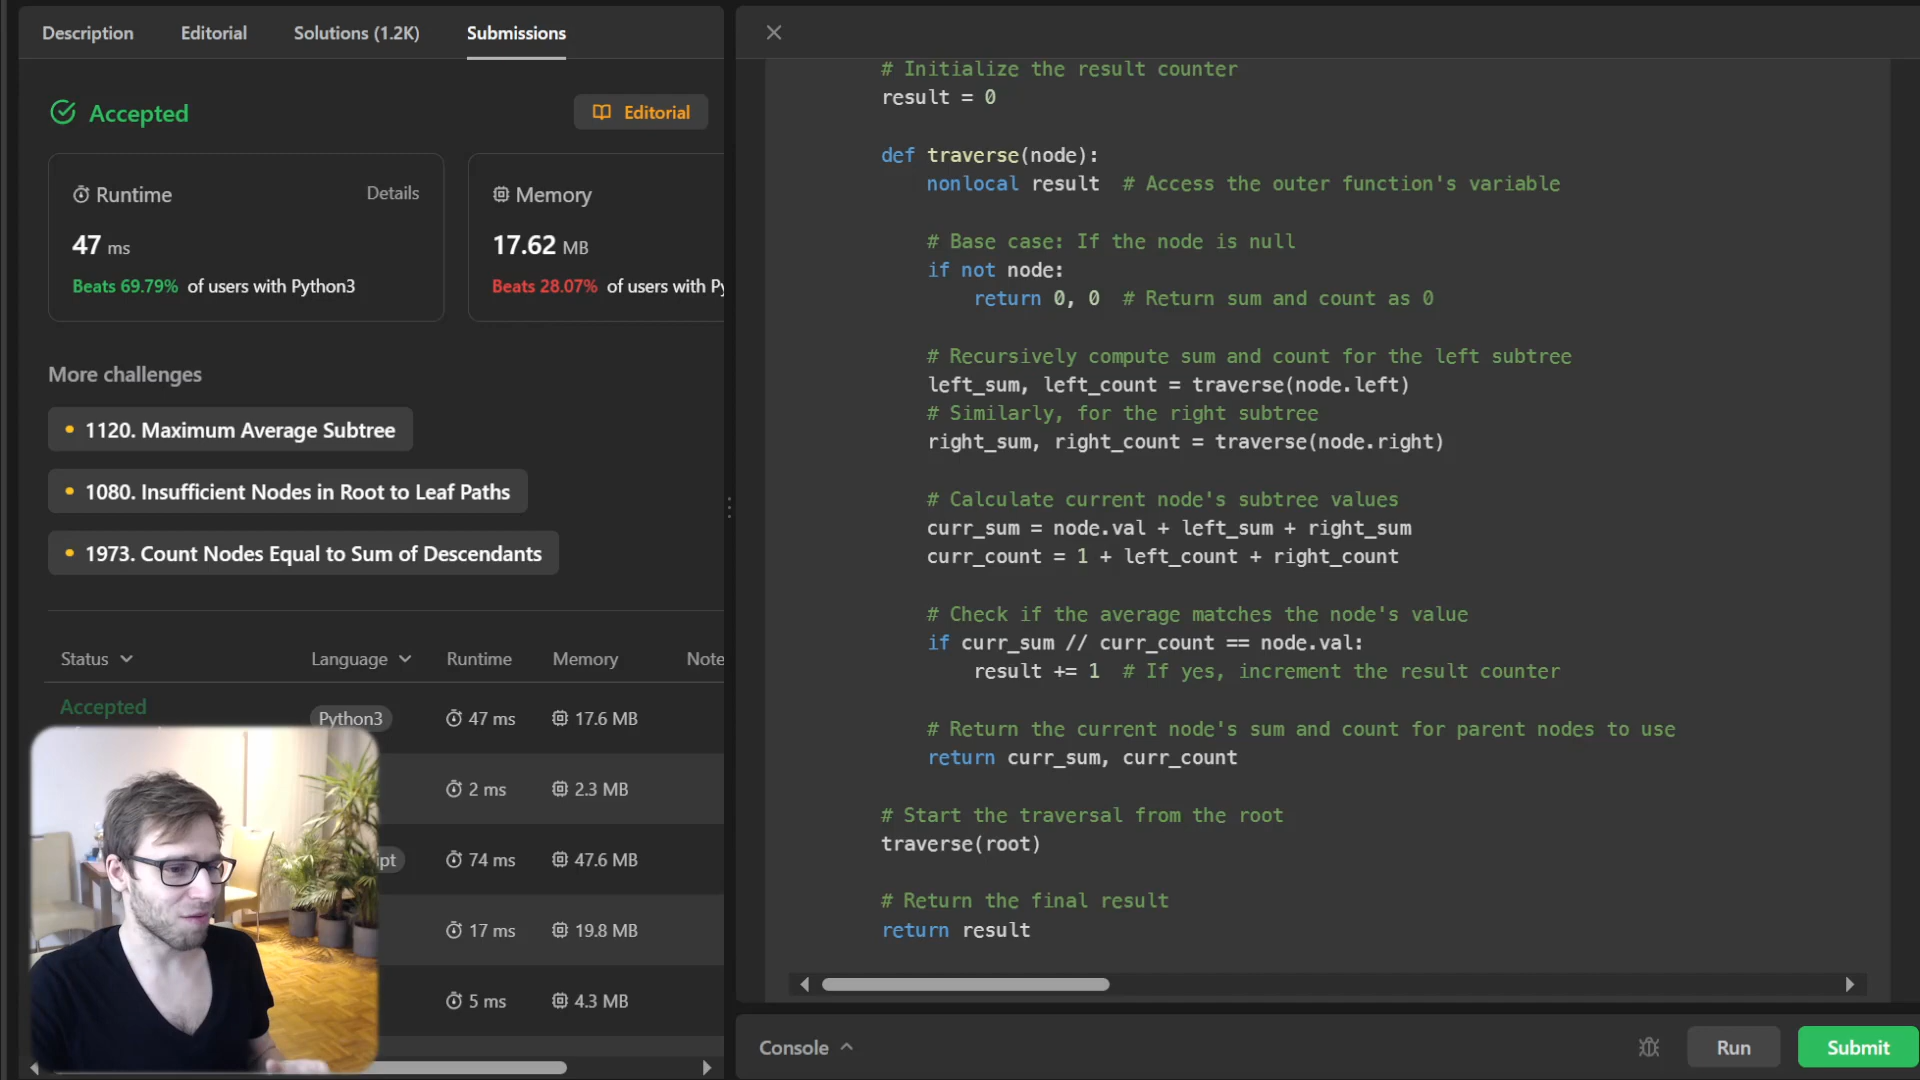 Description Editorial Solutions (1.2K) Submissions
Accepted
Editorial
Runtime Details
47 ms
Beats 69.79% of users with Python3
Memory
17.62 MB
Beats 28.07% of users with Py
More challenges
1120. Maximum Average Subtree
1080. Insufficient Nodes in Root to Leaf Paths
1973. Count Nodes Equal to Sum of Descendants
Status Language Runtime Memory Note
Accepted
Python3 47 ms 17.6 MB
2 ms 2.3 MB
ipt 74 ms 47.6 MB
17 ms 19.8 MB
5 ms 4.3 MB
# Initialize the result counter
result = 0
def traverse(node):
nonlocal result # Access the outer function's variable
# Base case: If the node is null
if not node:
return 0, 0 # Return sum and count as 0
# Recursively compute sum and count for the left subtree
left_sum, left_count = traverse(node.left)
# Similarly, for the right subtree
right_sum, right_count = traverse(node.right)
# Calculate current node's subtree values
curr_sum = node.val + left_sum + right_sum
curr_count = 1 + left_count + right_count
# Check if the average matches the node's value
if curr_sum // curr_count == node.val:
result += 1 # If yes, increment the result counter
# Return the current node's sum and count for parent nodes to use
return curr_sum, curr_count
# Start the traversal from the root
traverse(root)
# Return the final result
return result
Console Run Submit